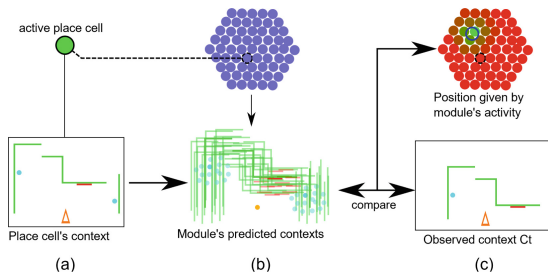 active place cell
Position given by
module's activity
compare
Place cell's context
Module's predicted contexts
Observed context Ct
(a)
(b)
(c)